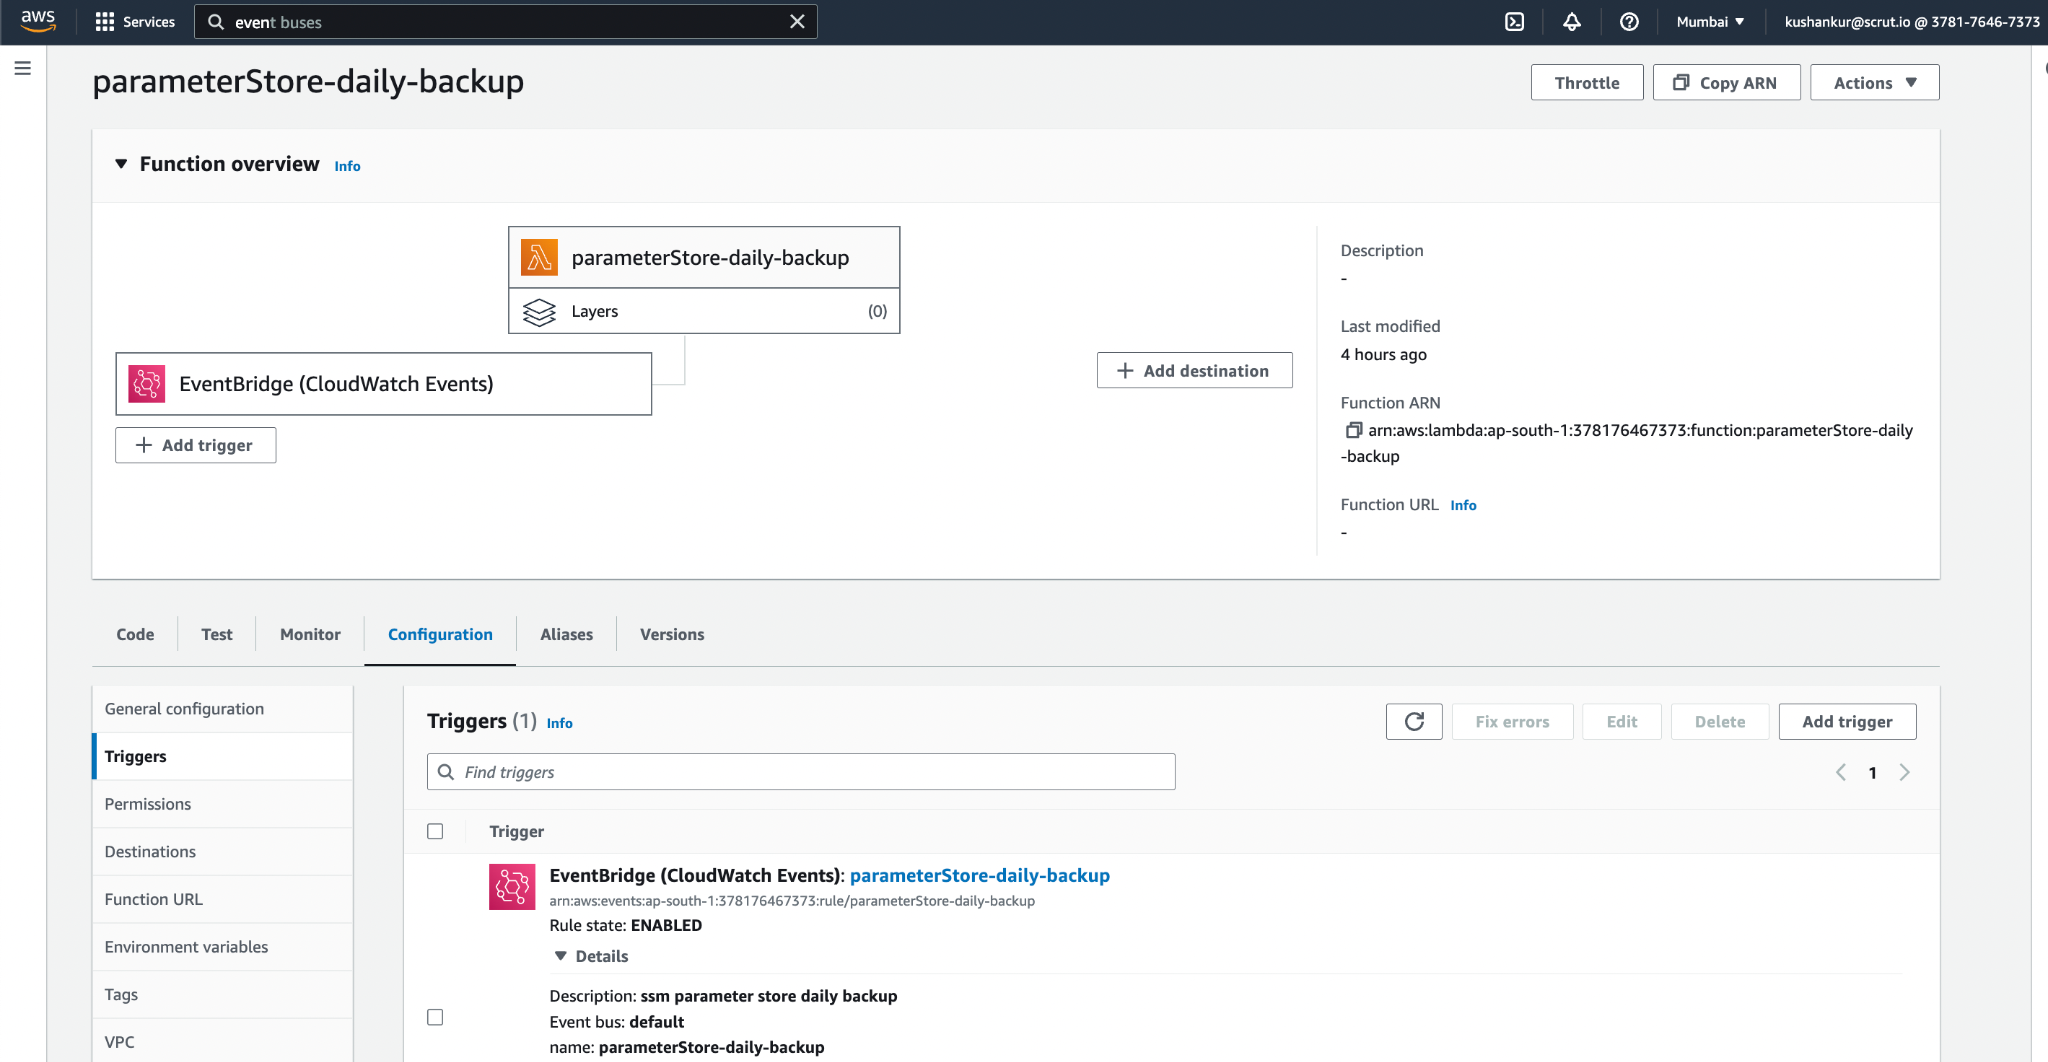 aws
Services
event buses
Mumbai ▼
kushankur@scrut.io @ 3781-7646-7373
parameterStore-daily-backup
Throttle
Copy ARN
Actions ▼
▼ Function overview Info
parameterStore-daily-backup
Layers (0)
EventBridge (CloudWatch Events)
+ Add trigger
+ Add destination
Description
-
Last modified
4 hours ago
Function ARN
arn:aws:lambda:ap-south-1:378176467373:function:parameterStore-daily
-backup
Function URL Info
-
Code
Test
Monitor
Configuration
Aliases
Versions
General configuration
Triggers
Permissions
Destinations
Function URL
Environment variables
Tags
VPC
Triggers (1) Info
Fix errors
Edit
Delete
Add trigger
Find triggers
1
Trigger
EventBridge (CloudWatch Events): parameterStore-daily-backup
arn:aws:events:ap-south-1:378176467373:rule/parameterStore-daily-backup
Rule state: ENABLED
▼ Details
Description: ssm parameter store daily backup
Event bus: default
name: parameterStore-daily-backup